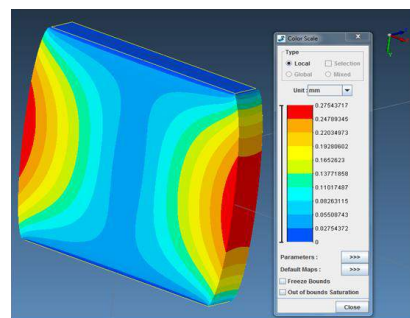 Color Scale
Type
Local
Selection
Global
Mixed
Unit : mm
0.27543717
0.24789345
0.22034973
0.19280602
0.1652623
0.13771858
0.11017487
0.08263115
0.05508743
0.02754372
0
Parameters :
>>>
Default Maps :
>>>
Freeze Bounds
Out of bounds Saturation
Close